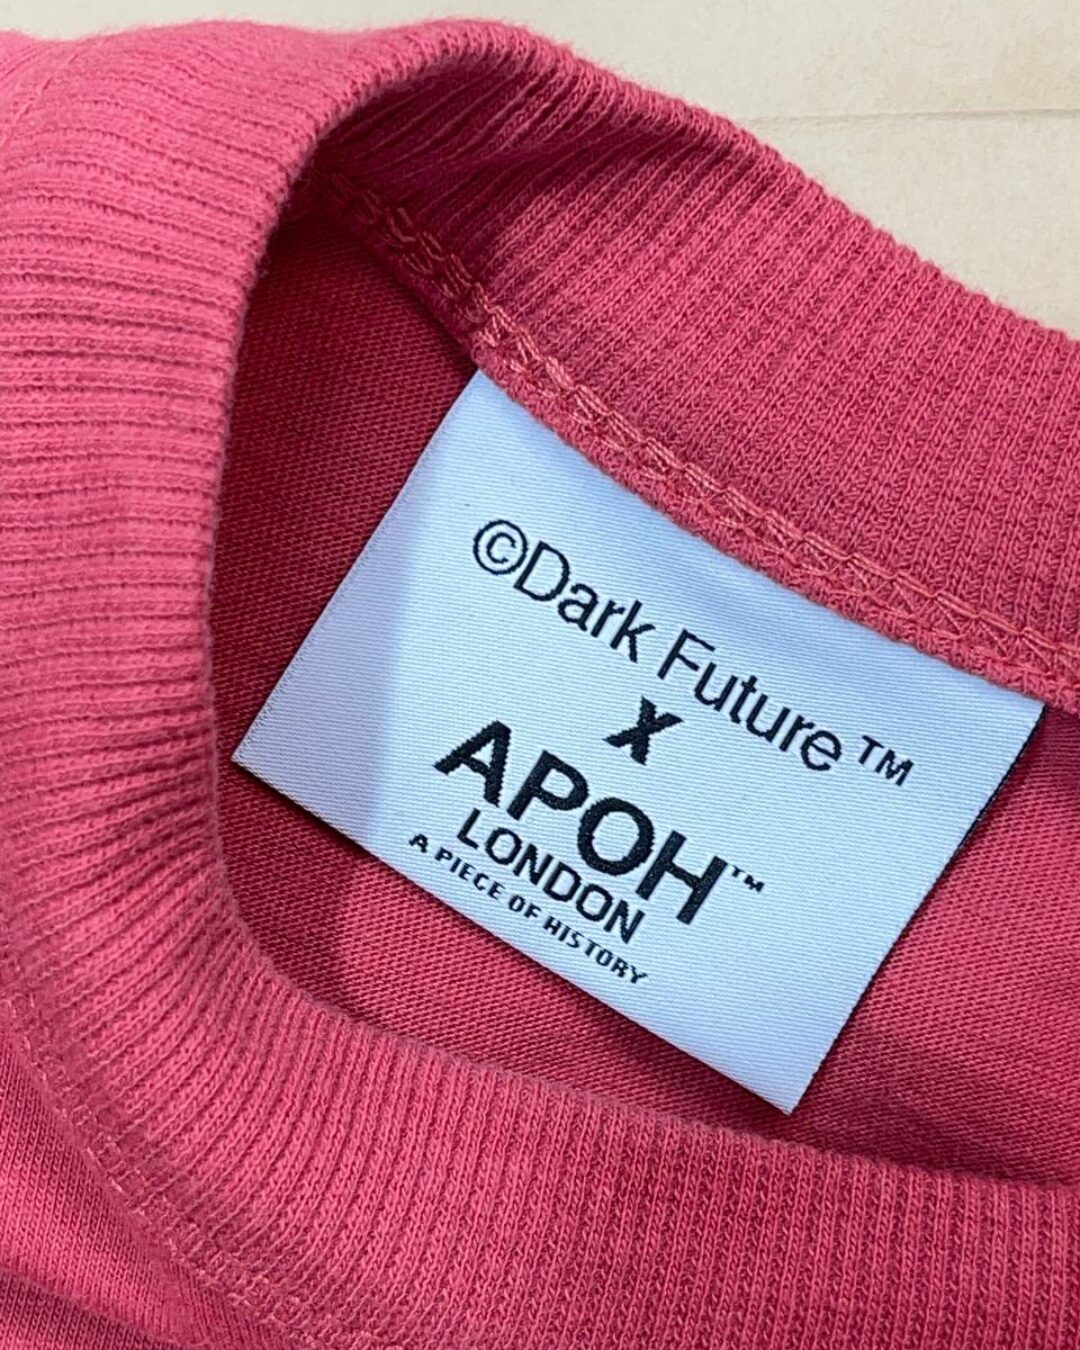 ©Dark Future™
X
APOH™
LONDON
A PIECE OF HISTORY